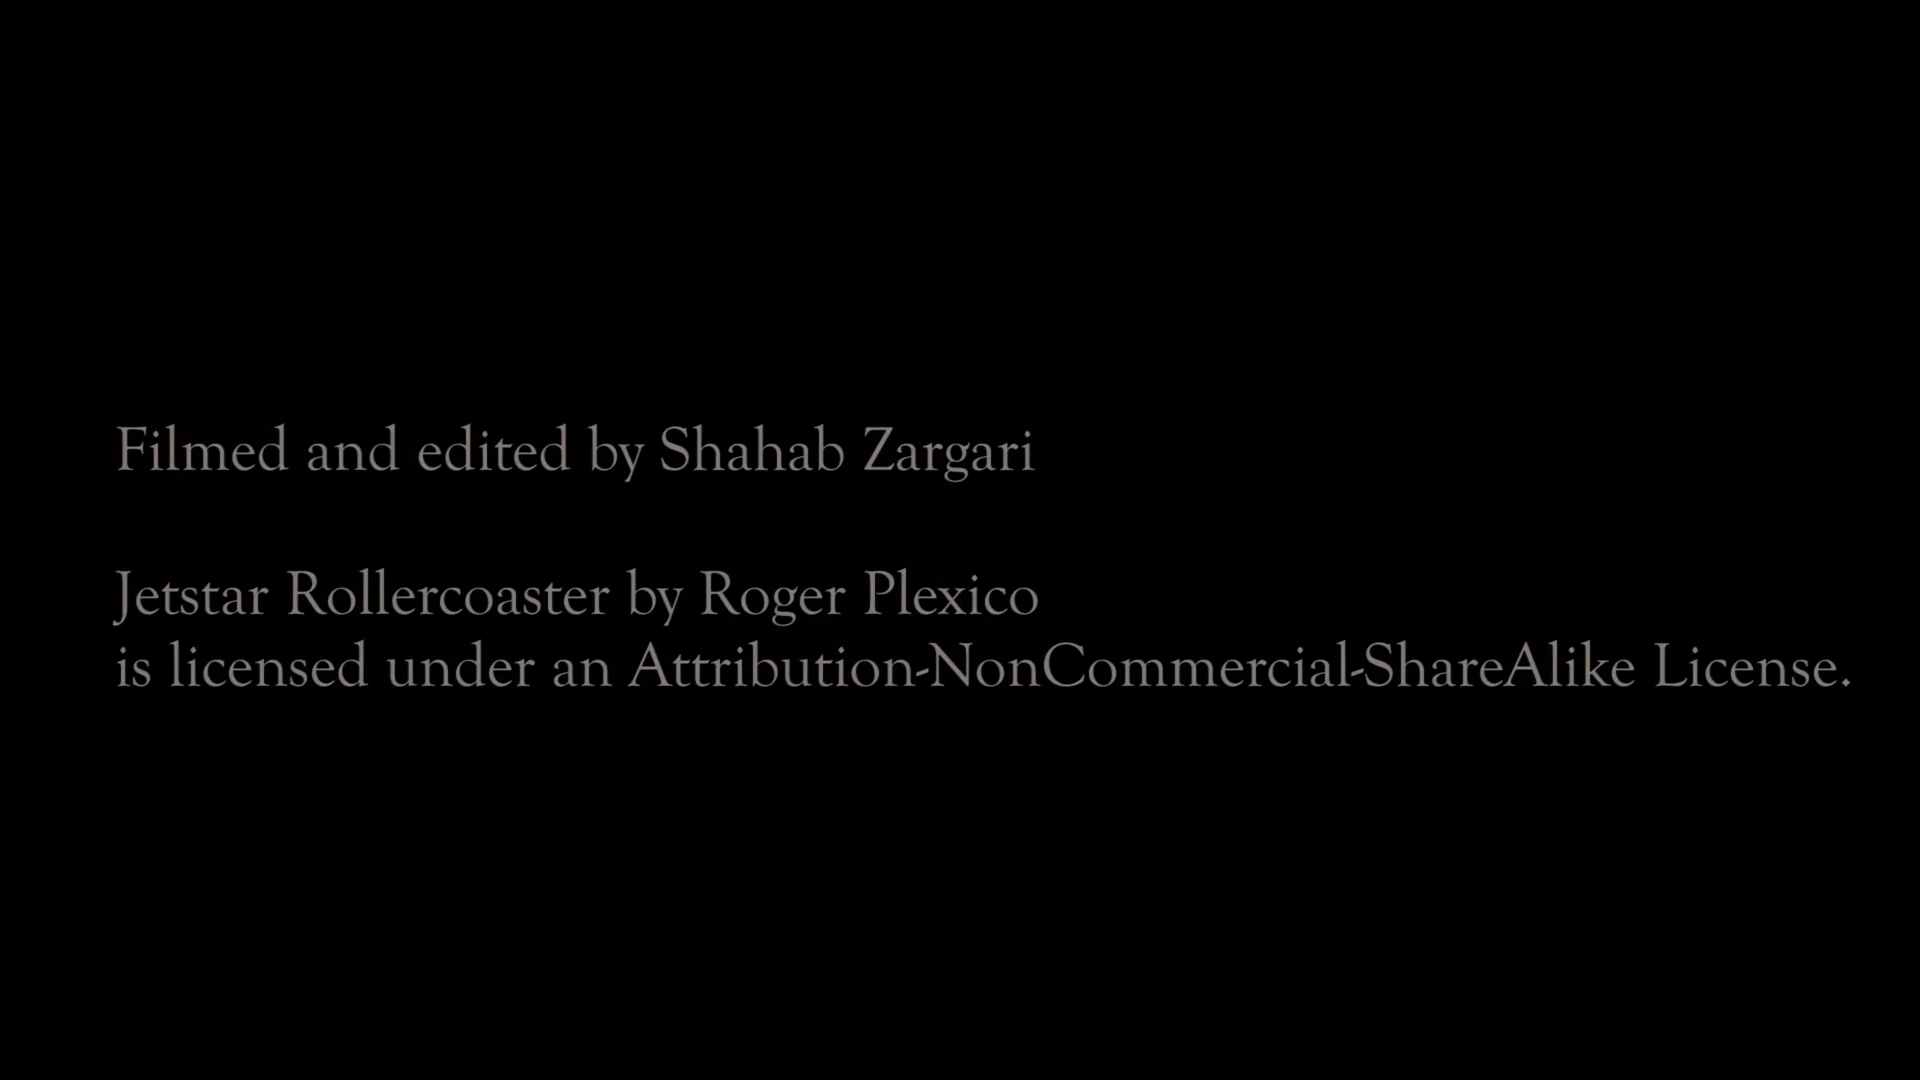 Filmed and edited by Shahab Zargari
Jetstar Rollercoaster by Roger Plexico
is licensed under an Attribution-NonCommercial-ShareAlike License.